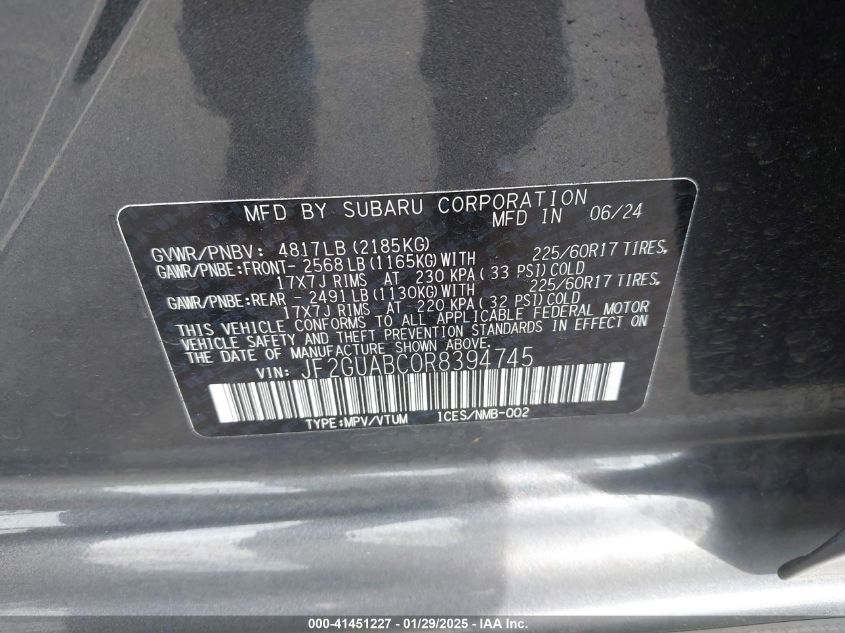 MFD BY SUBARU CORPORATION
MFD IN 06/24
GVWR/PNBV: 4817LB (2185KG)
GAWR/PNBE:FRONT- 2568 LB (1165KG) WITH 225/60R17 TIRES,
17X7J RIMS AT 230 KPA ( 33 PSI) COLD
GAWR/PNBE:REAR - 2491 LB (1130KG) WITH 225/60R17 TIRES,
17X7J RIMS AT 220 KPA ( 32 PSI) COLD
THIS VEHICLE CONFORMS TO ALL APPLICABLE FEDERAL MOTOR
VEHICLE SAFETY AND THEFT PREVENTION STANDARDS IN EFFECT ON
THE DATE OF MANUFACTURE SHOWN ABOVE.
VIN: JF2GUABC0R8394745
TYPE:MPV/VTUM ICES/NMB-002
000-41451227 - 01/29/2025 - IAA Inc.